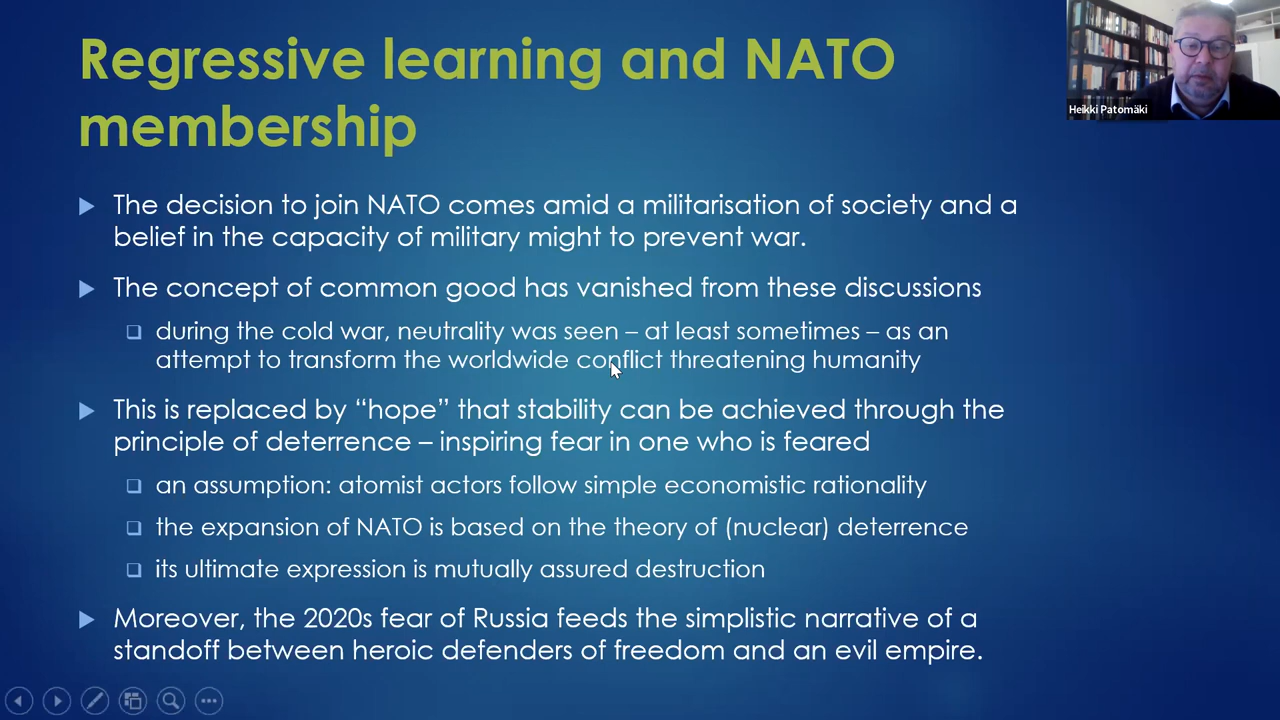 Regressive learning and NATO
membership
The decision to join NATO comes amid a militarisation of society and a
belief in the capacity of military might to prevent war.
The concept of common good has vanished from these discussions
during the cold war, neutrality was seen – at least sometimes – as an
attempt to transform the worldwide conflict threatening humanity
This is replaced by “hope” that stability can be achieved through the
principle of deterrence – inspiring fear in one who is feared
an assumption: atomist actors follow simple economistic rationality
the expansion of NATO is based on the theory of (nuclear) deterrence
its ultimate expression is mutually assured destruction
Moreover, the 2020s fear of Russia feeds the simplistic narrative of a
standoff between heroic defenders of freedom and an evil empire.
Heikki Patomäki